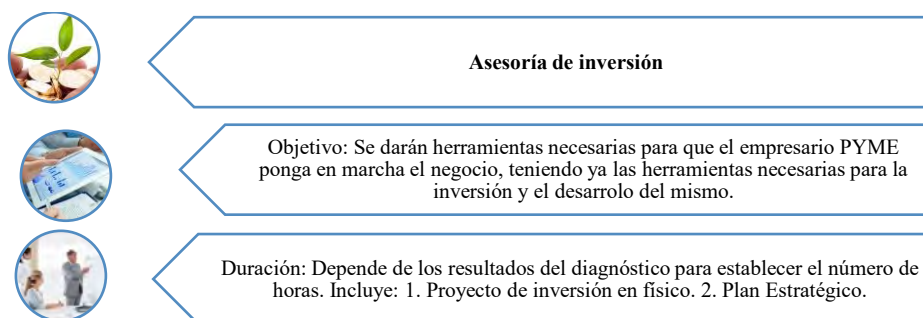 Asesoría de inversión
Objetivo: Se darán herramientas necesarias para que el empresario PYME
ponga en marcha el negocio, teniendo ya las herramientas necesarias para la
inversión y el desarrolo del mismo.
Duración: Depende de los resultados del diagnóstico para establecer el número de
horas. Incluye: 1. Proyecto de inversión en físico. 2. Plan Estratégico.